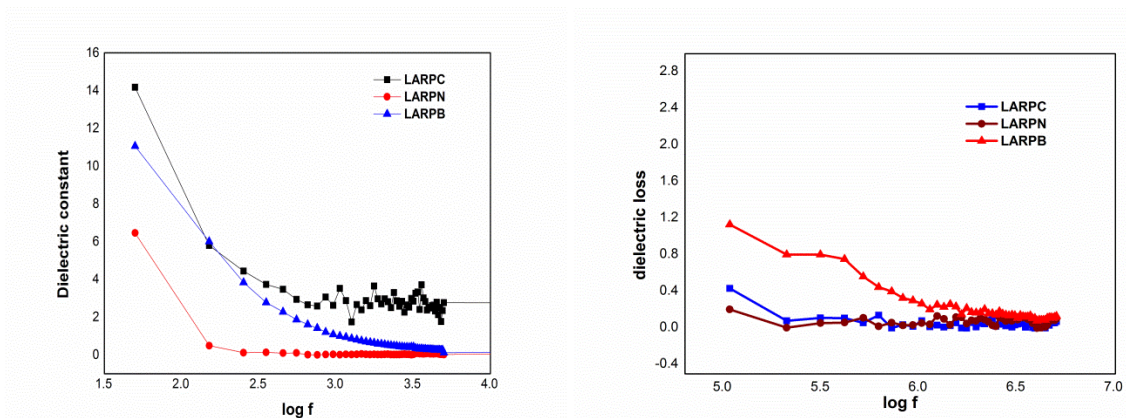 16
14
12
10
8
6
4
2
0
Dielectric constant
LARPC
LARPN
LARPB
1.5 2.0 2.5 3.0 3.5 4.0
log f
2.8
2.4
2.0
1.6
1.2
0.8
0.4
0.0
-0.4
dielectric loss
LARPC
LARPN
LARPB
5.0 5.5 6.0 6.5 7.0
log f